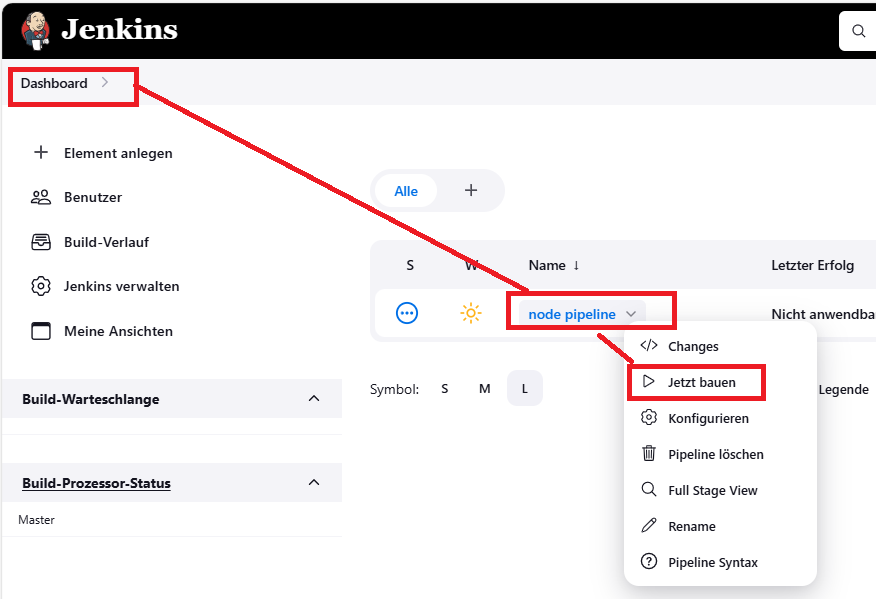 Jenkins
Dashboard
Element anlegen
Benutzer
Build-Verlauf
Jenkins verwalten
Meine Ansichten
Build-Warteschlange
Build-Prozessor-Status
Master
Alle +
S W Name ↓ Letzter Erfolg
node pipeline Nicht anwendba
Symbol: S M L Legende
Changes
Jetzt bauen
Konfigurieren
Pipeline löschen
Full Stage View
Rename
Pipeline Syntax